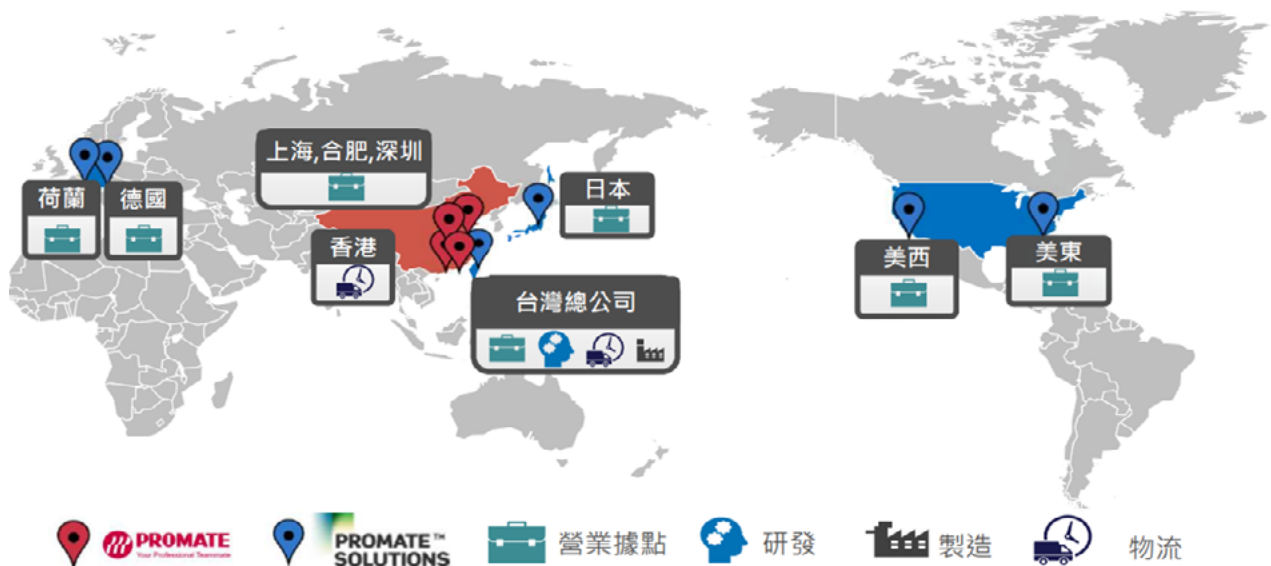 上海,合肥,深圳
荷蘭
德國
日本
香港
台灣總公司
美西
美東
PROMATE
Your Professional Teammate
PROMATE™
SOLUTIONS
營業據點
研發
製造
物流